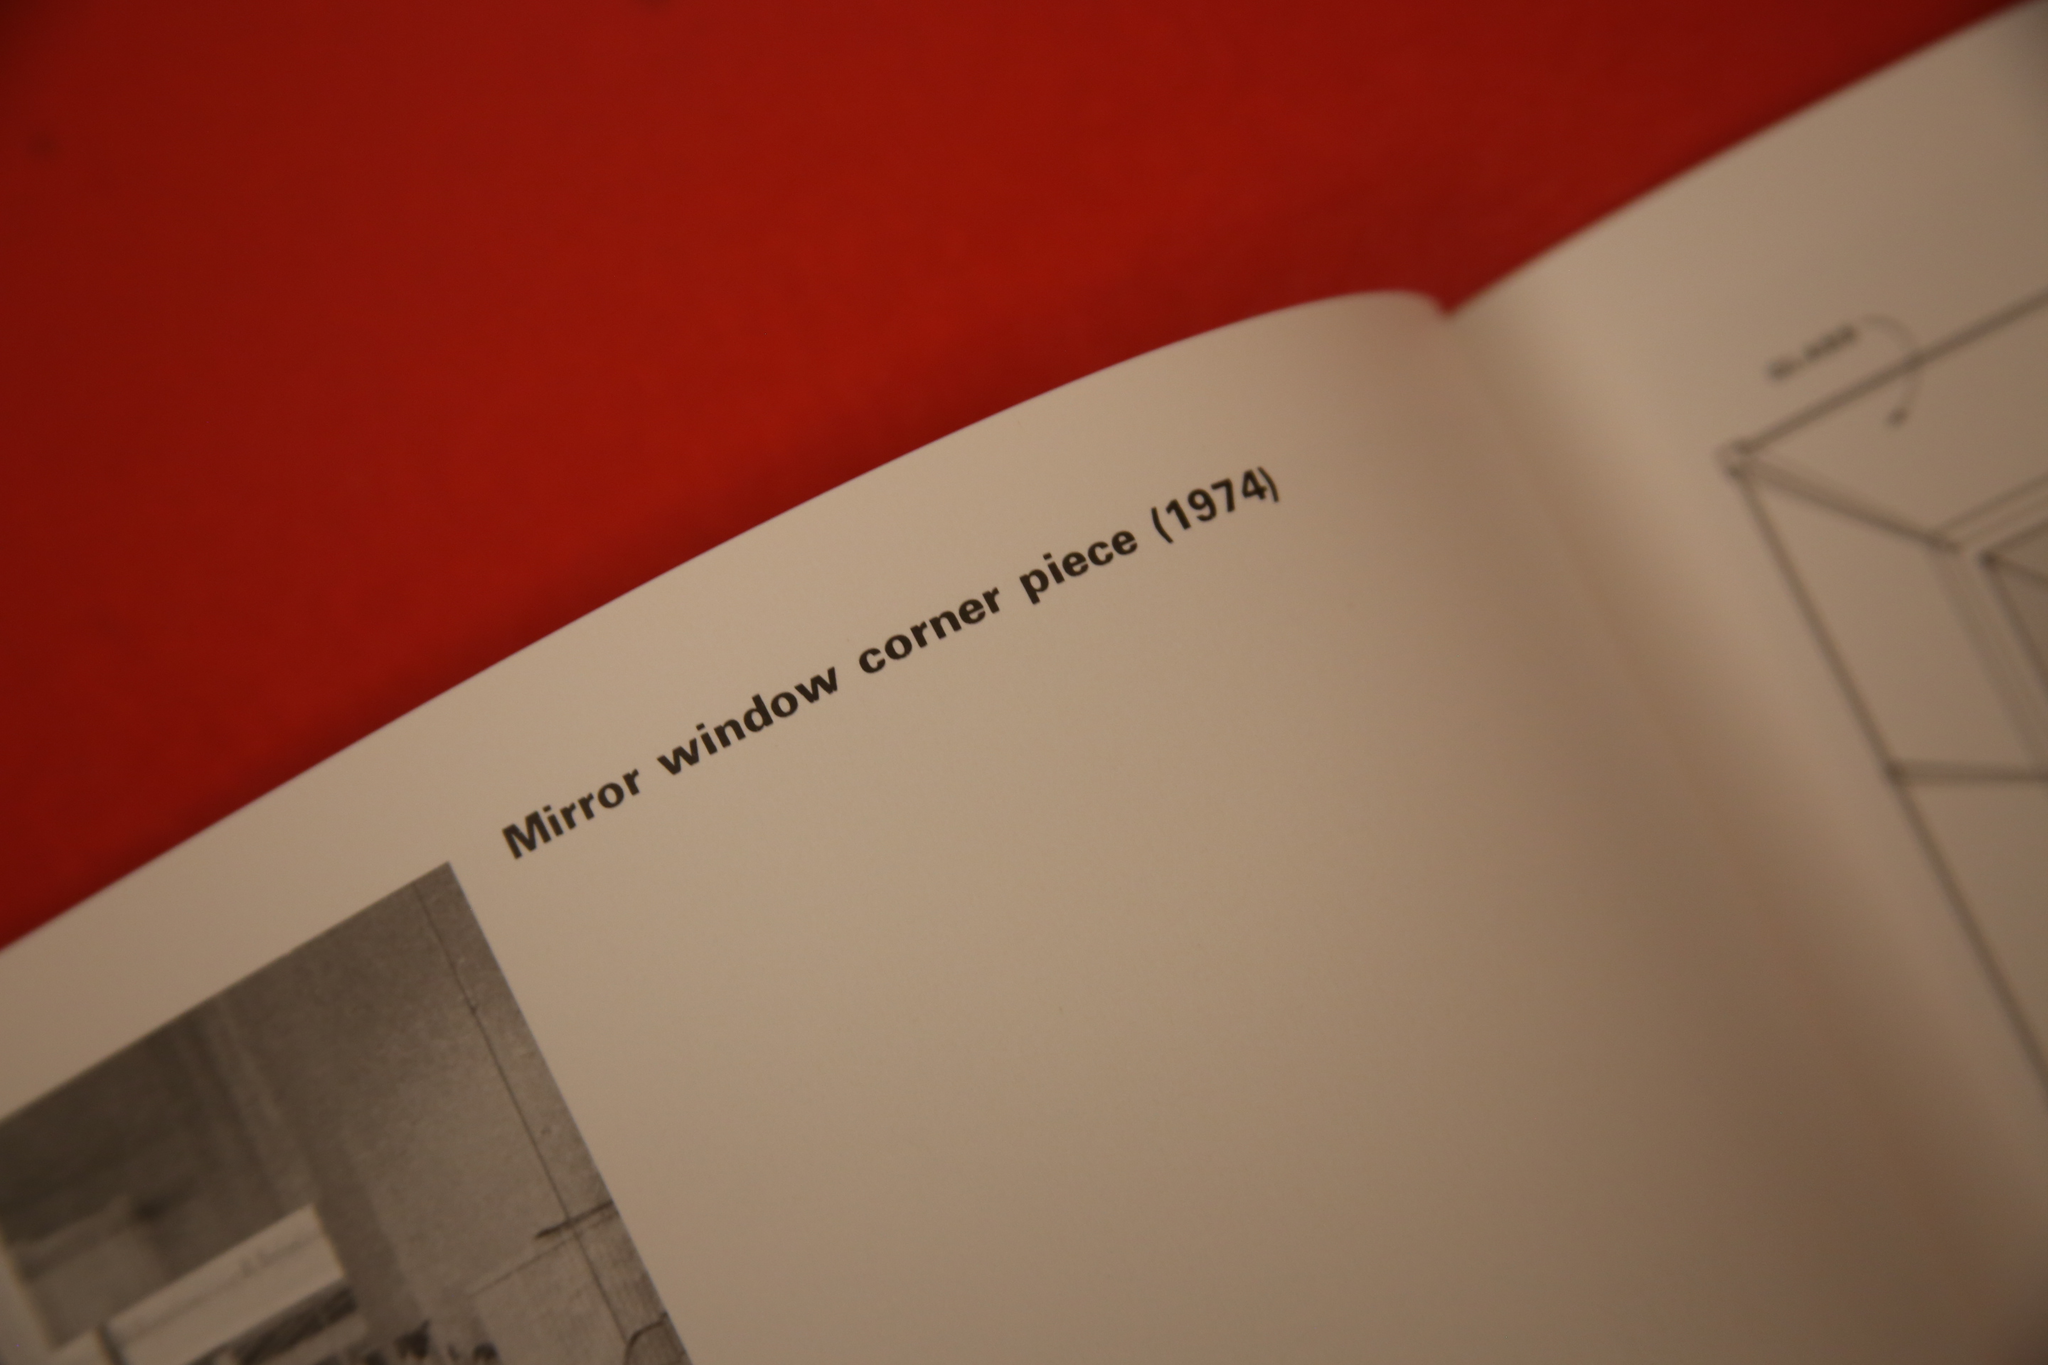 Mirror window corner piece (1974)